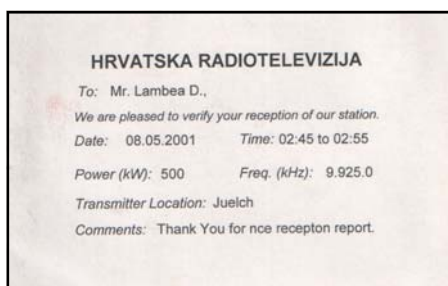 HRVATSKA RADIOTELEVIZIJA
To: Mr. Lambea D.,
We are pleased to verify your reception of our station.
Date: 08.05.2001 Time: 02:45 to 02:55
Power (kW): 500 Freq. (kHz): 9.925.0
Transmitter Location: Juelch
Comments: Thank You for nce recepton report.